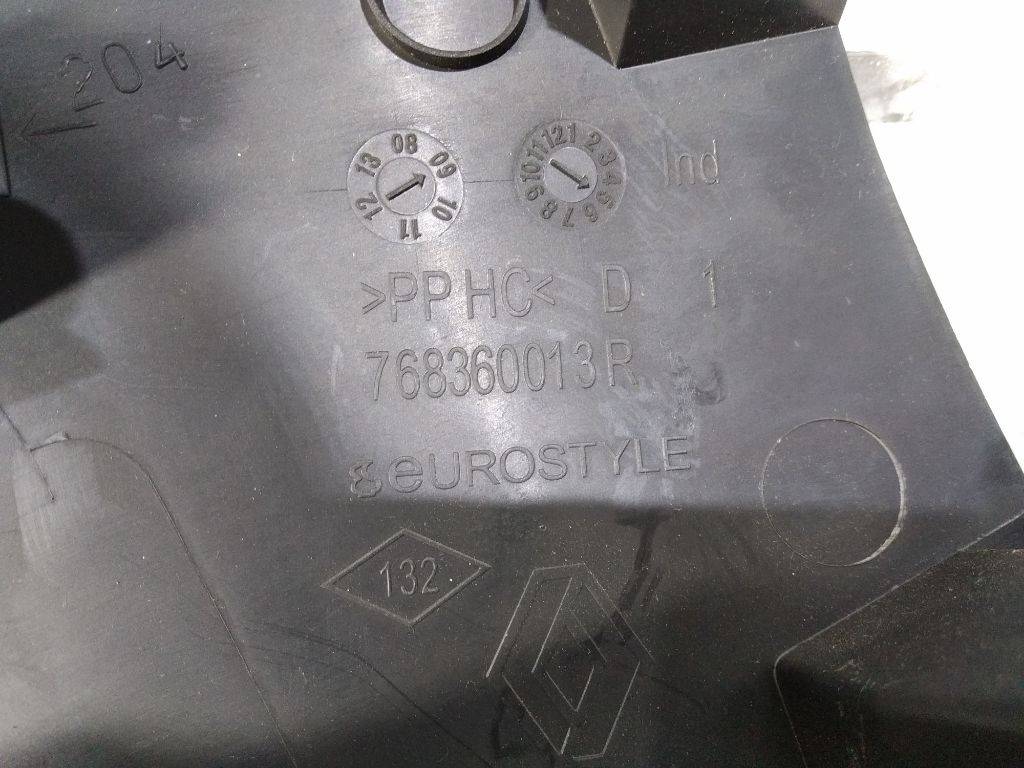 204
08 09 10 11 12 13
12 1 2 3 4 5 6 7 8 9 10 11
Ind
>PP HC< D 1
768360013R
eUROSTYLE
132